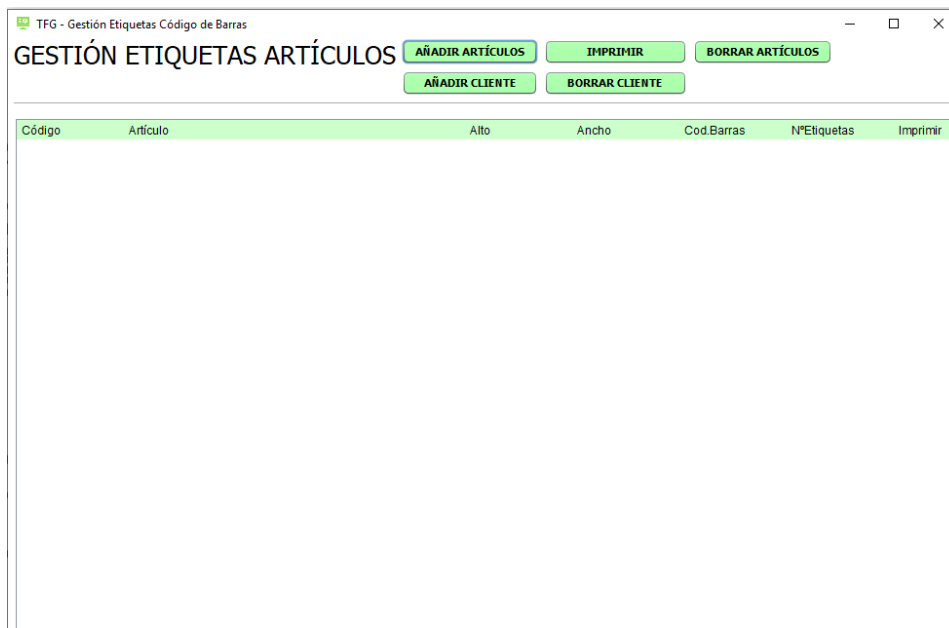 TFG - Gestión Etiquetas Código de Barras
GESTIÓN ETIQUETAS ARTÍCULOS
AÑADIR ARTÍCULOS IMPRIMIR BORRAR ARTÍCULOS
AÑADIR CLIENTE BORRAR CLIENTE
Código Artículo Alto Ancho Cod.Barras NºEtiquetas Imprimir